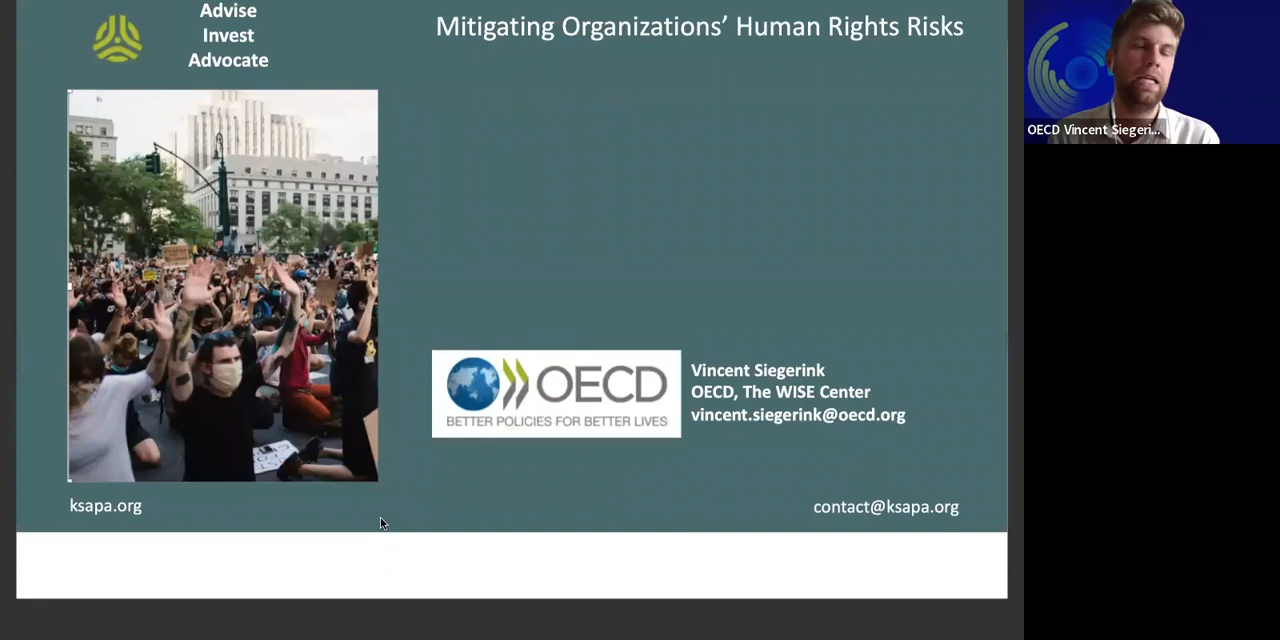 Advise
Invest
Advocate
Mitigating Organizations’ Human Rights Risks
OECD
BETTER POLICIES FOR BETTER LIVES
Vincent Siegerink
OECD, The WISE Center
vincent.siegerink@oecd.org
ksapa.org
contact@ksapa.org
OECD Vincent Siegeri...